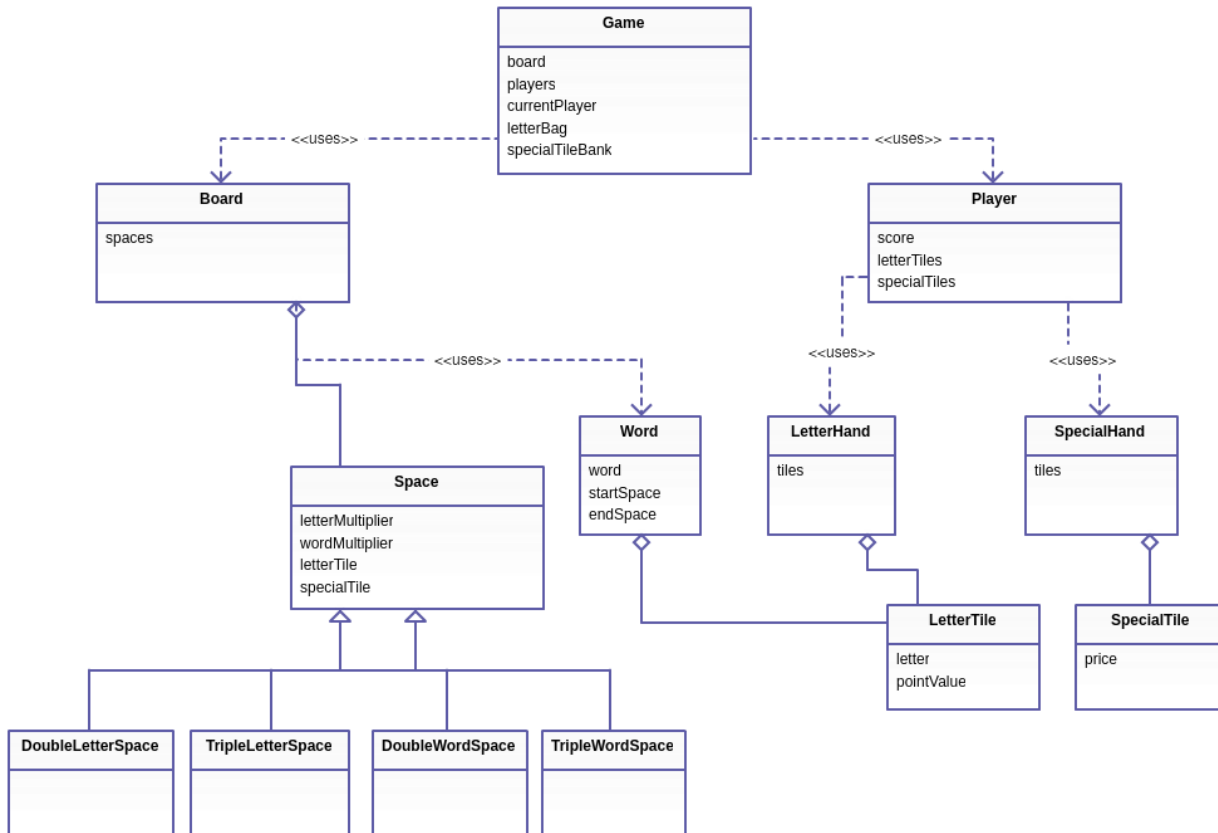 Game
board
players
currentPlayer
letterBag
specialTileBank
<<uses>>
<<uses>>
Board
spaces
Player
score
letterTiles
specialTiles
<<uses>>
<<uses>>
<<uses>>
Word
word
startSpace
endSpace
LetterHand
tiles
SpecialHand
tiles
Space
letterMultiplier
wordMultiplier
letterTile
specialTile
LetterTile
letter
pointValue
SpecialTile
price
DoubleLetterSpace
TripleLetterSpace
DoubleWordSpace
TripleWordSpace